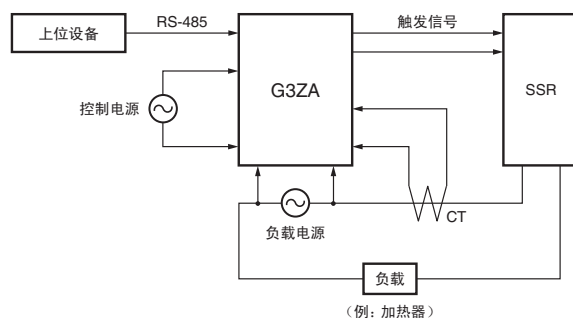 上位设备
RS-485
触发信号
G3ZA
SSR
控制电源
CT
负载电源
负载
（例：加热器）